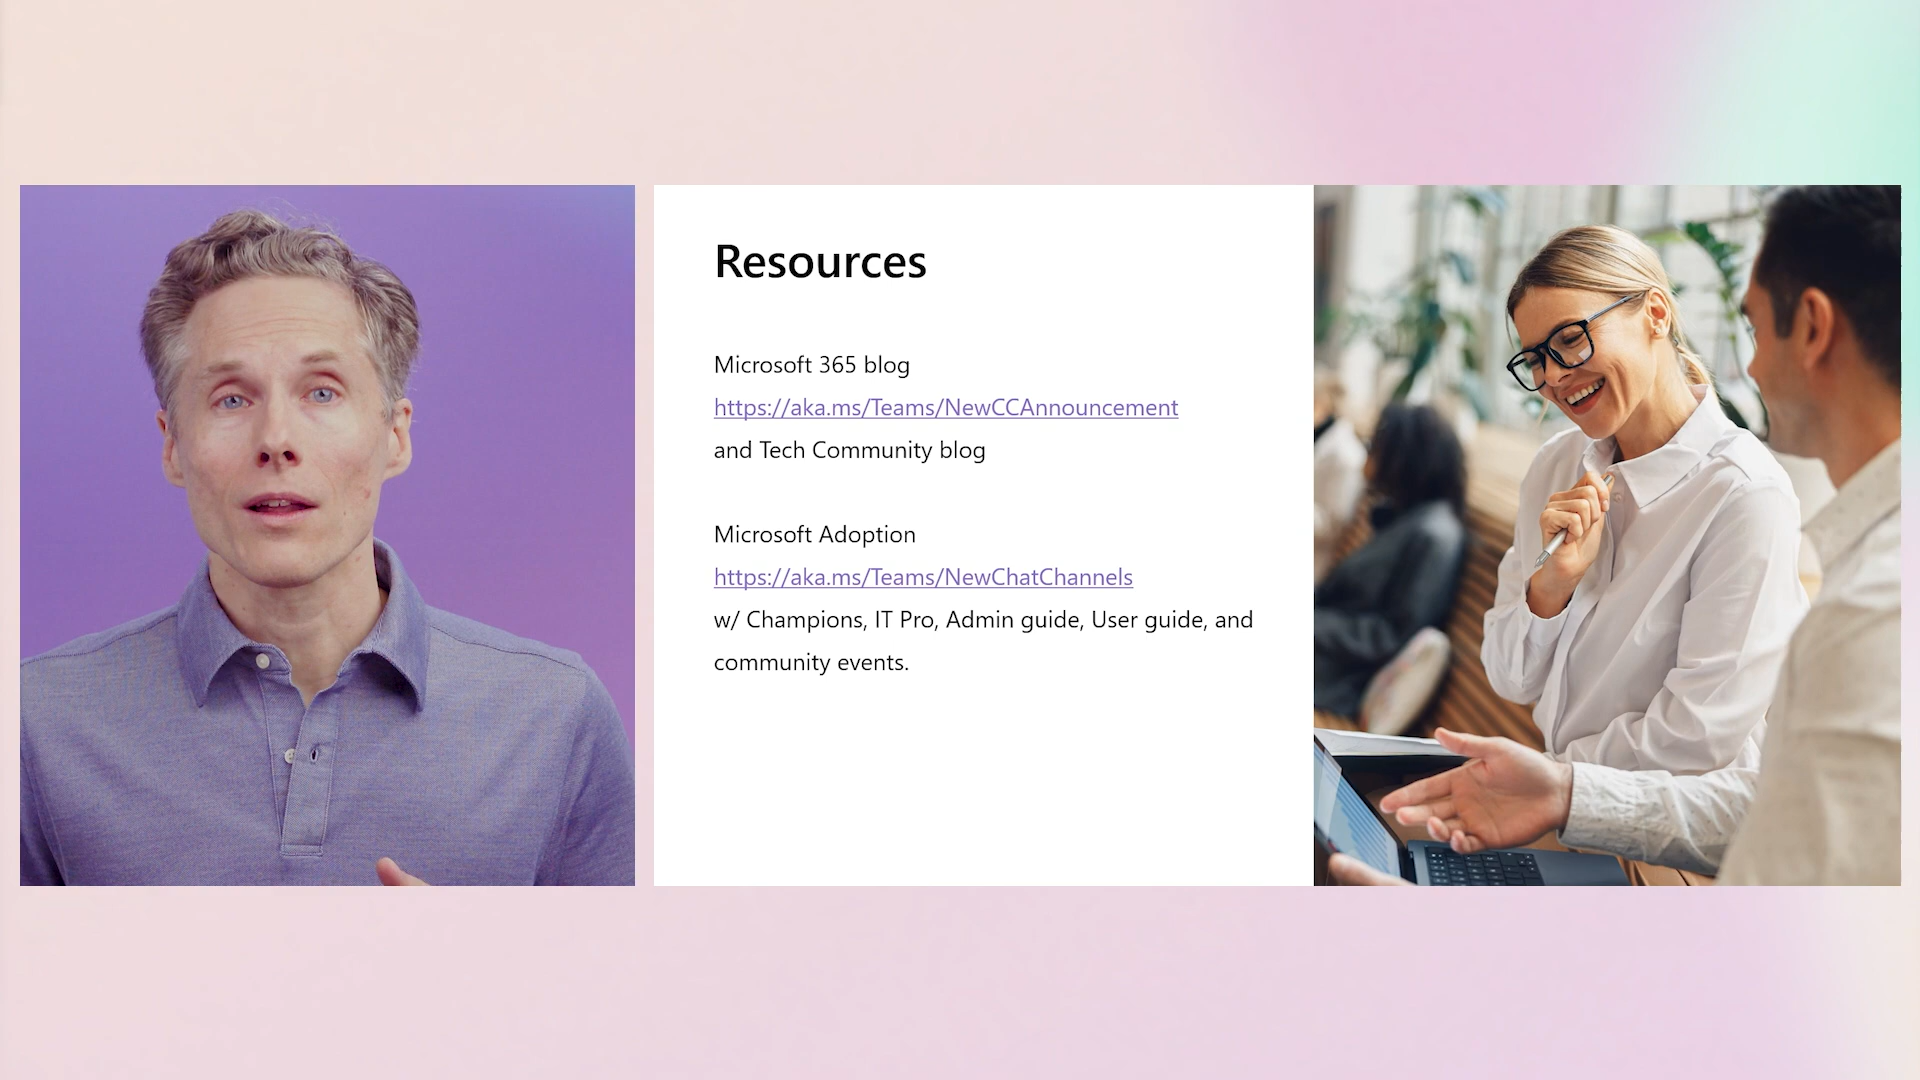 Resources
Microsoft 365 blog
https://aka.ms/Teams/NewCCAnnouncement
and Tech Community blog
Microsoft Adoption
https://aka.ms/Teams/NewChatChannels
w/ Champions, IT Pro, Admin guide, User guide, and
community events.